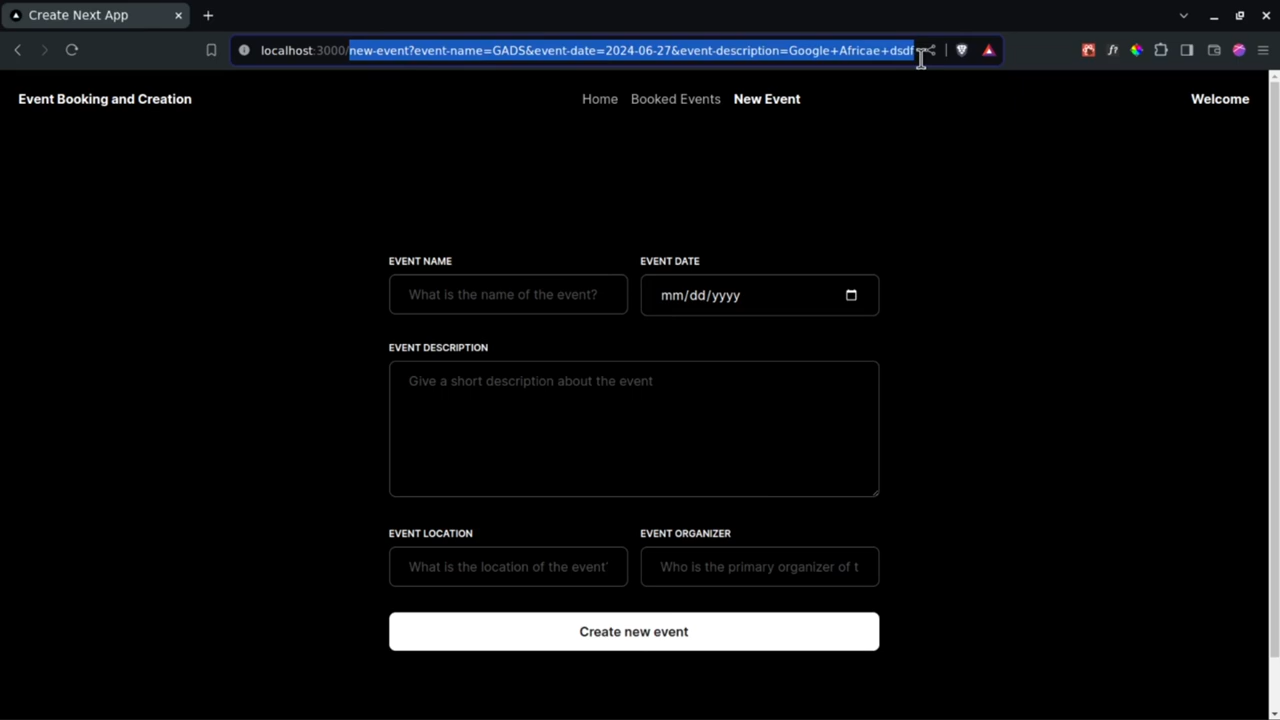 Create Next App
localhost:3000/new-event?event-name=GADS&event-date=2024-06-27&event-description=Google+Africae+dsdf
Event Booking and Creation
Home Booked Events New Event
Welcome
EVENT NAME
EVENT DATE
What is the name of the event?
mm/dd/yyyy
EVENT DESCRIPTION
Give a short description about the event
EVENT LOCATION
EVENT ORGANIZER
What is the location of the event'
Who is the primary organizer of t
Create new event